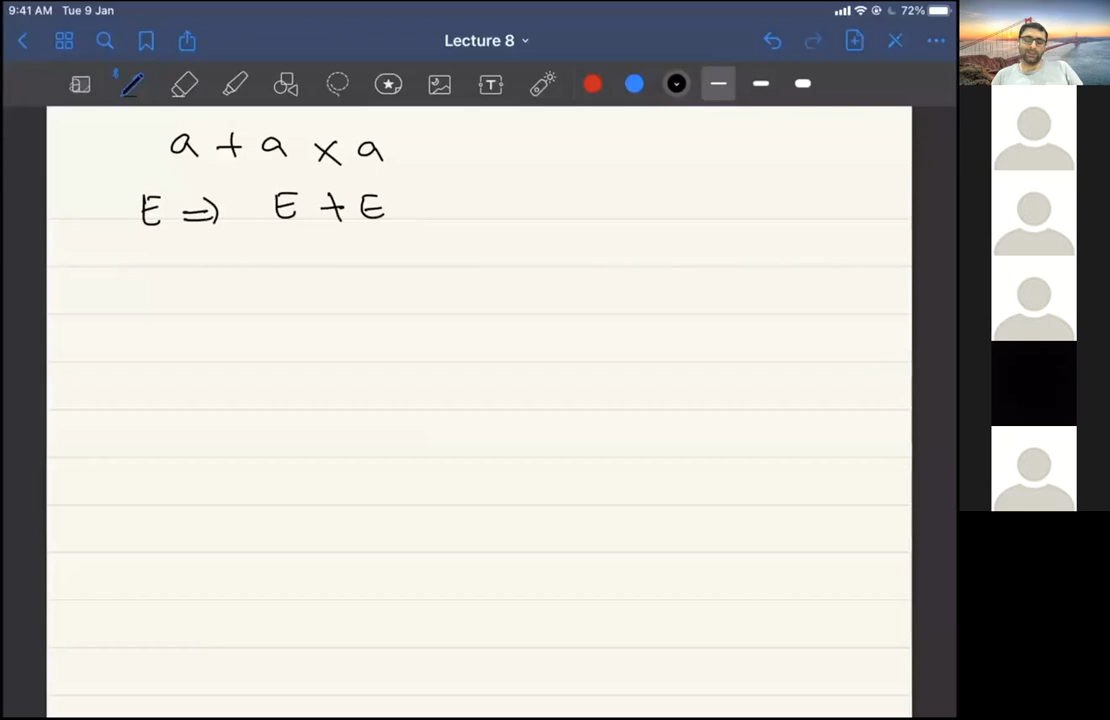 9:41 AM Tue 9 Jan
72%
Lecture 8
T
a + a × a
E ⇒ E + E